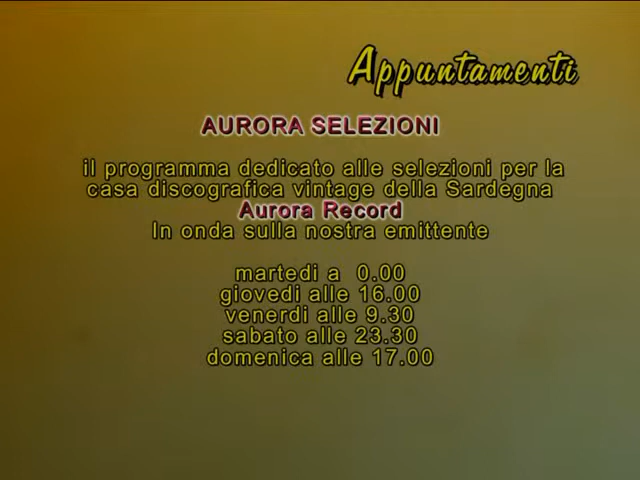 Appuntamenti
AURORA SELEZIONI
il programma dedicato alle selezioni per la
casa discografica vintage della Sardegna
Aurora Record
In onda sulla nostra emittente
martedi a 0.00
giovedi alle 16.00
venerdi alle 9.30
sabato alle 23.30
domenica alle 17.00